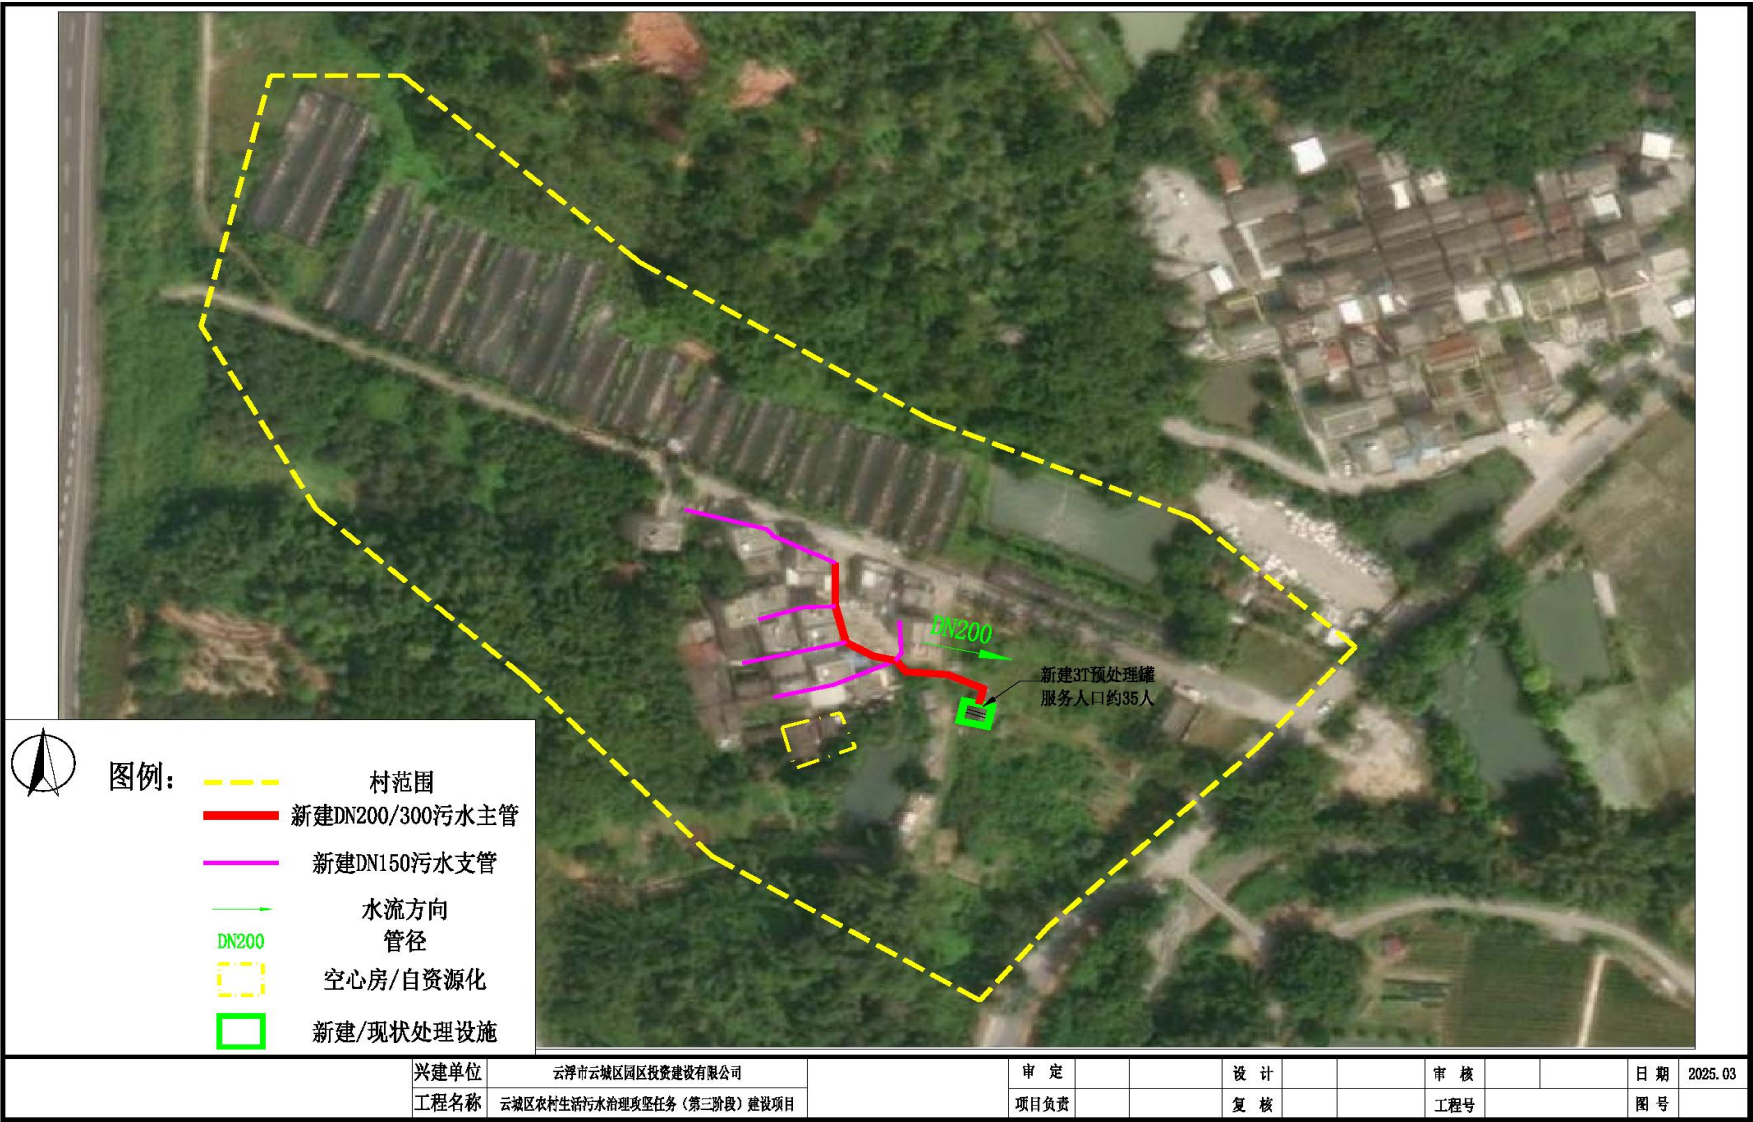 DN200
新建3T预处理罐
服务人口约35人
图例:
村范围
新建DN200/300污水主管
新建DN150污水支管
水流方向
DN200
管径
空心房/自资源化
新建/现状处理设施
兴建单位
云浮市云城区园区投资建设有限公司
审 定
设 计
审 核
日 期
2025.03
工程名称
云城区农村生活污水治理攻坚任务（第三阶段）建设项目
项目负责
复 核
工程号
图 号